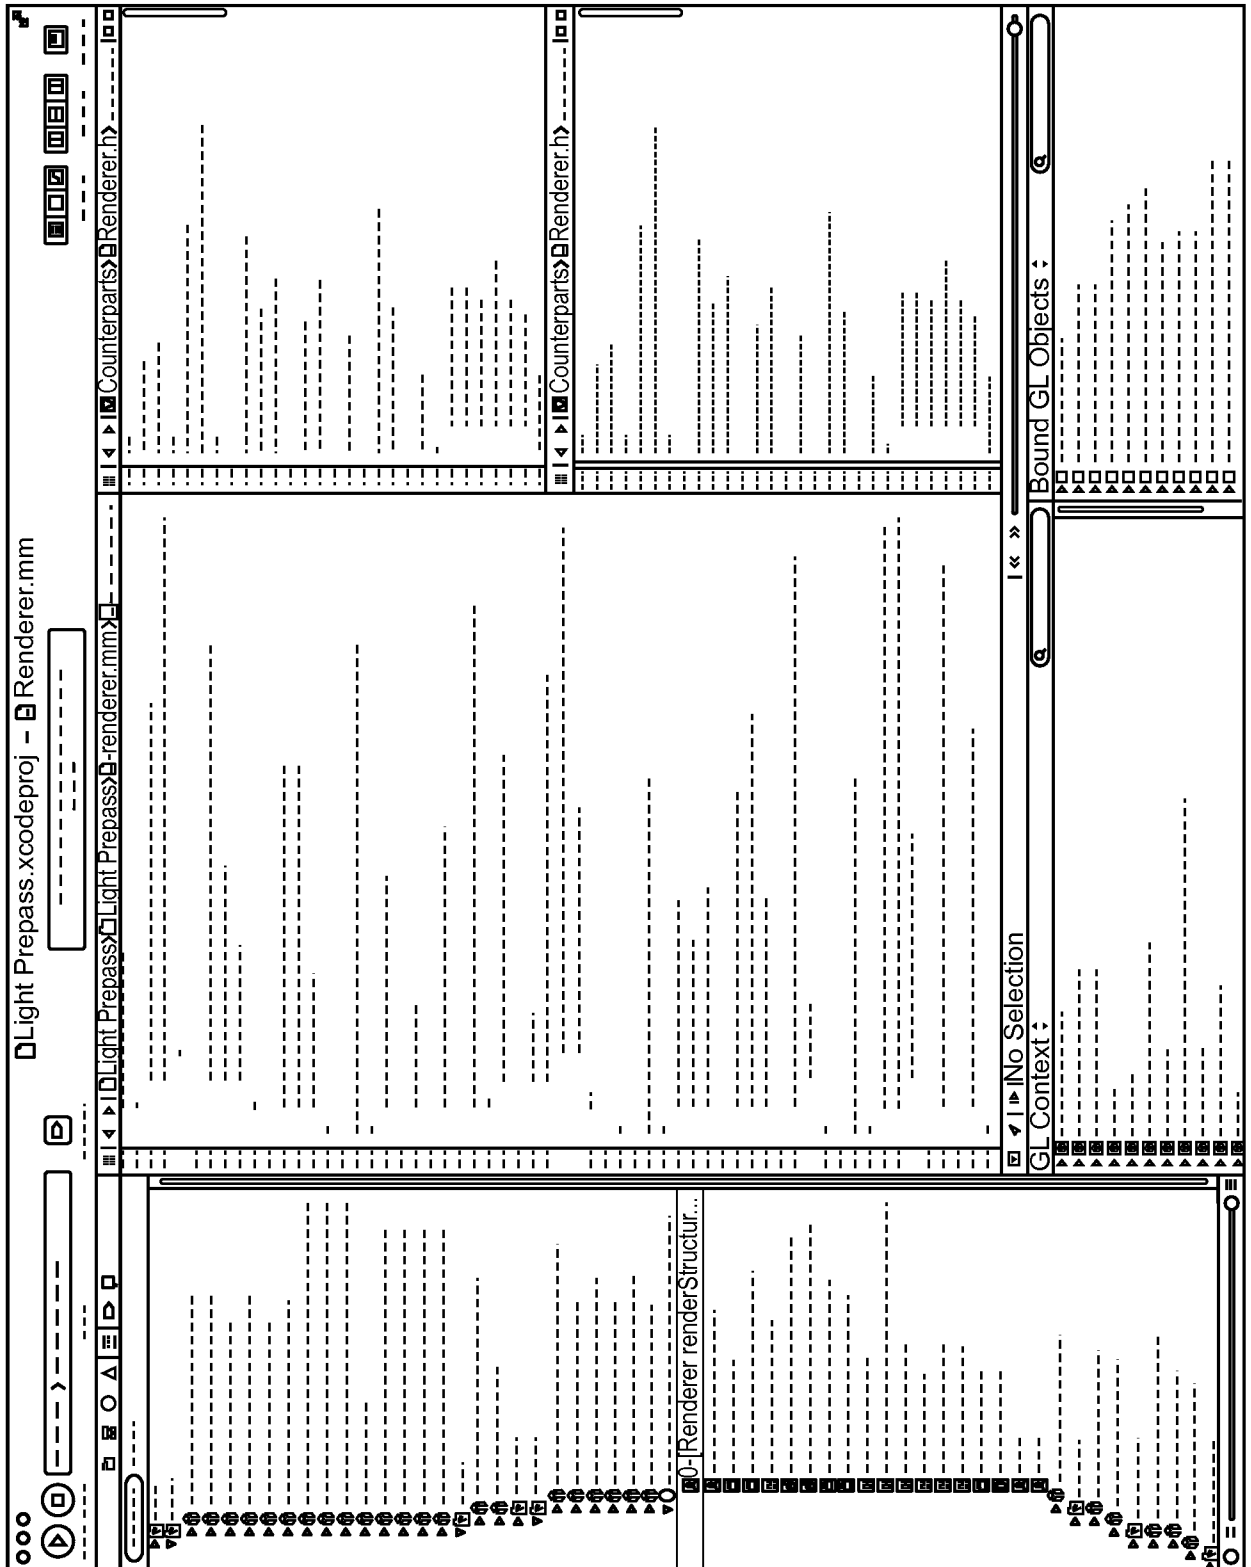 Light Prepass.xcodeproj – Renderer.mm
Light Prepass> Light Prepass> -renderer.mm>
Counterparts> Renderer.h>
Counterparts> Renderer.h>
0-[Renderer renderStructur...
No Selection
GL Context
Bound GL Objects